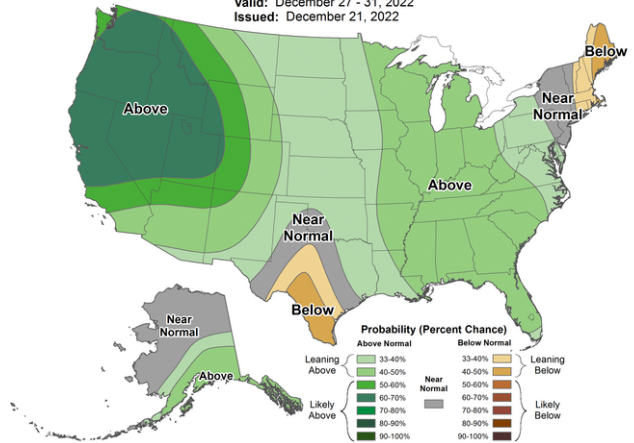 Valid: December 27 - 31, 2022
Issued: December 21, 2022
Above
Below
Near
Normal
Above
Near
Normal
Below
Near
Normal
Above
Probability (Percent Chance)
Above Normal
Below Normal
Leaning
Above
33-40%
40-50%
Likely
Above
50-60%
60-70%
70-80%
80-90%
90-100%
Near
Normal
33-40%
40-50%
Leaning
Below
50-60%
60-70%
70-80%
80-90%
90-100%
Likely
Below